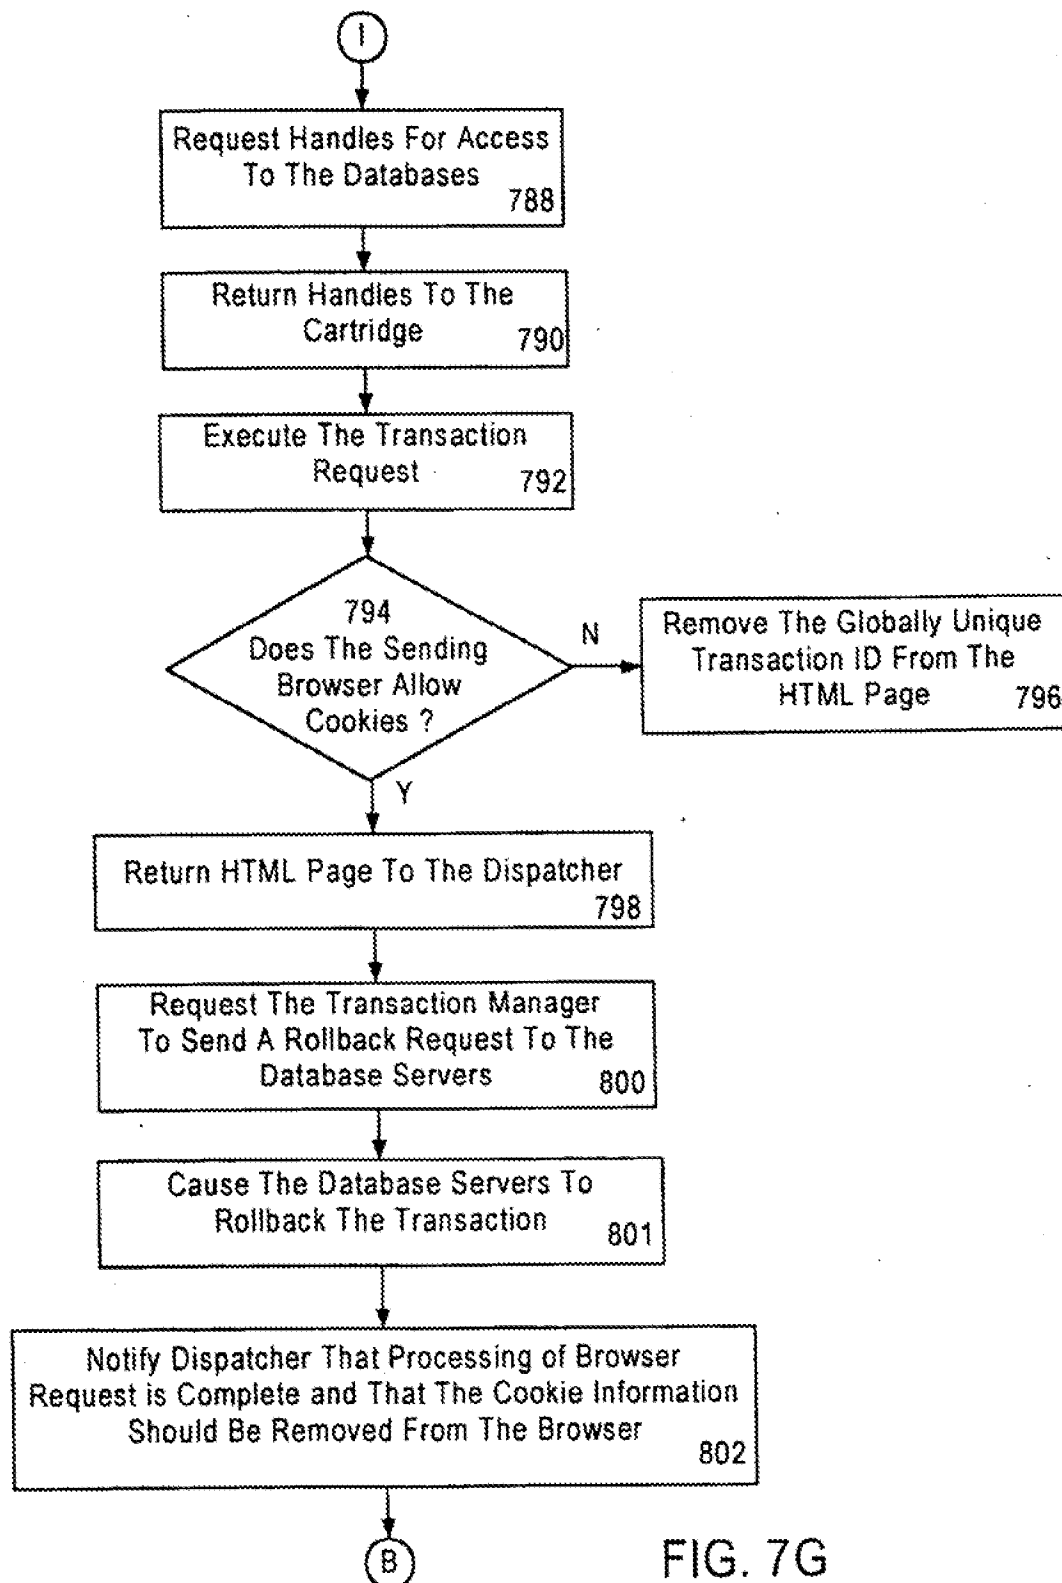 I
Request Handles For Access
To The Databases
788
Return Handles To The
Cartridge
790
Execute The Transaction
Request
792
794
Does The Sending
Browser Allow
Cookies ?
N
Remove The Globally Unique
Transaction ID From The
HTML Page
796
Y
Return HTML Page To The Dispatcher
798
Request The Transaction Manager
To Send A Rollback Request To The
Database Servers
800
Cause The Database Servers To
Rollback The Transaction
801
Notify Dispatcher That Processing of Browser
Request is Complete and That The Cookie Information
Should Be Removed From The Browser
802
B
FIG. 7G